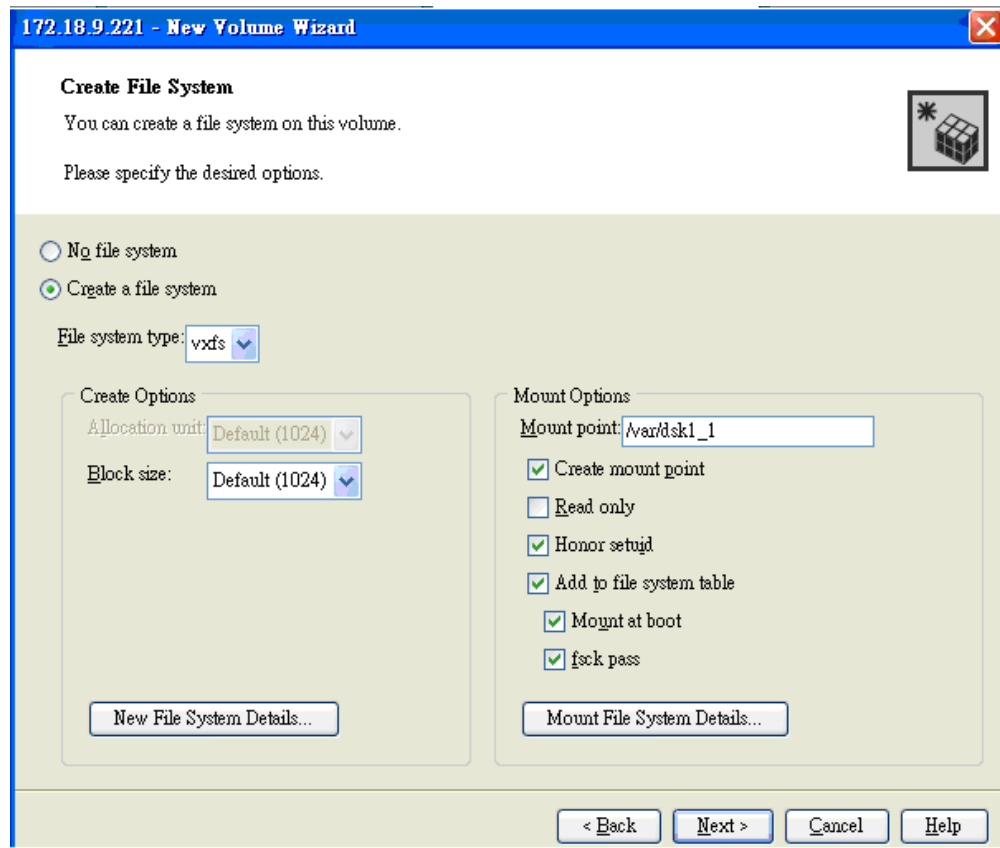 172.18.9.221 - New Volume Wizard
Create File System
You can create a file system on this volume.
Please specify the desired options.
No file system
Create a file system
File system type: vxfs
Create Options
Allocation unit: Default (1024)
Block size: Default (1024)
New File System Details...
Mount Options
Mount point: /var/dsk1_1
Create mount point
Read only
Honor setuid
Add to file system table
Mount at boot
fsck pass
Mount File System Details...
< Back Next > Cancel Help